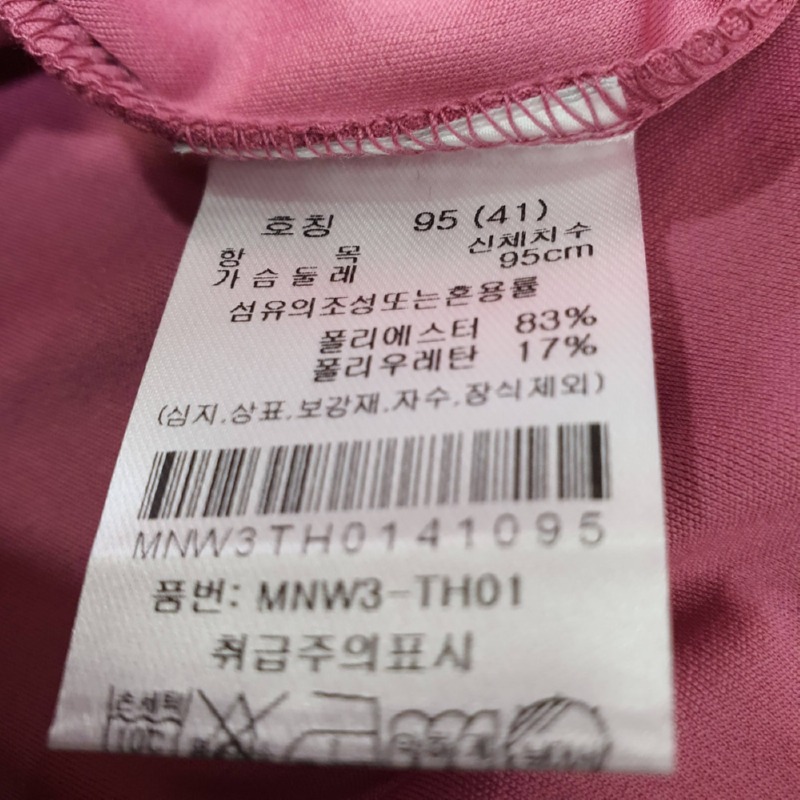 호칭 95 (41)
항 목 신체치수
가슴둘레 95cm
섬유의조성또는혼용률
폴리에스터 83%
폴리우레탄 17%
(심지.상표.보강재.자수.장식제외)
MNW3TH0141095
품번: MNW3-TH01
취급주의표시
손세탁